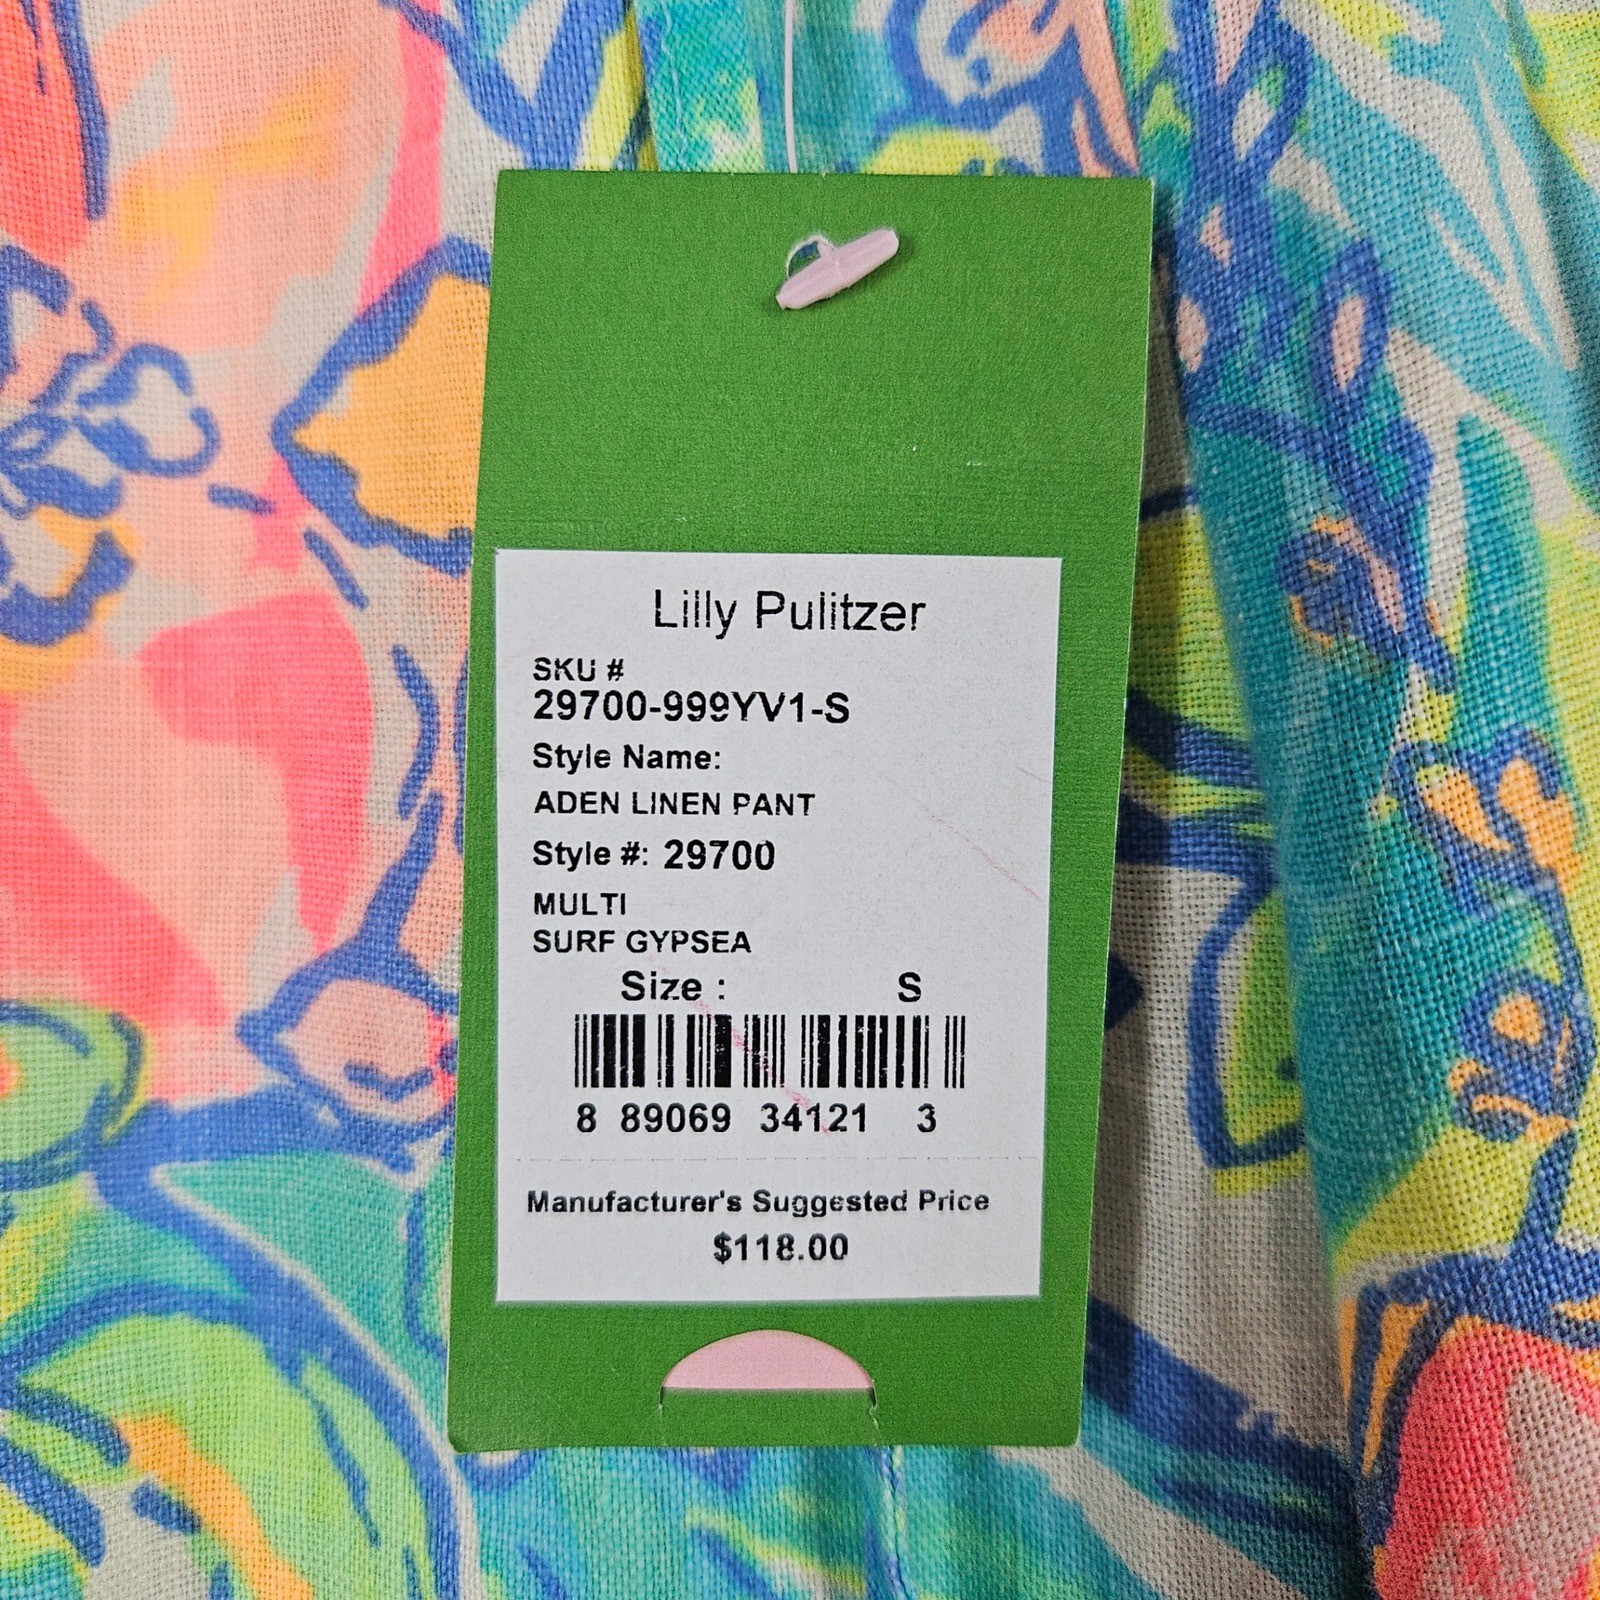 Lilly Pulitzer
SKU #
29700-999YV1-S
Style Name:
ADEN LINEN PANT
Style #: 29700
MULTI
SURF GYPSEA
Size : S
8 89069 34121 3
Manufacturer's Suggested Price
$118.00